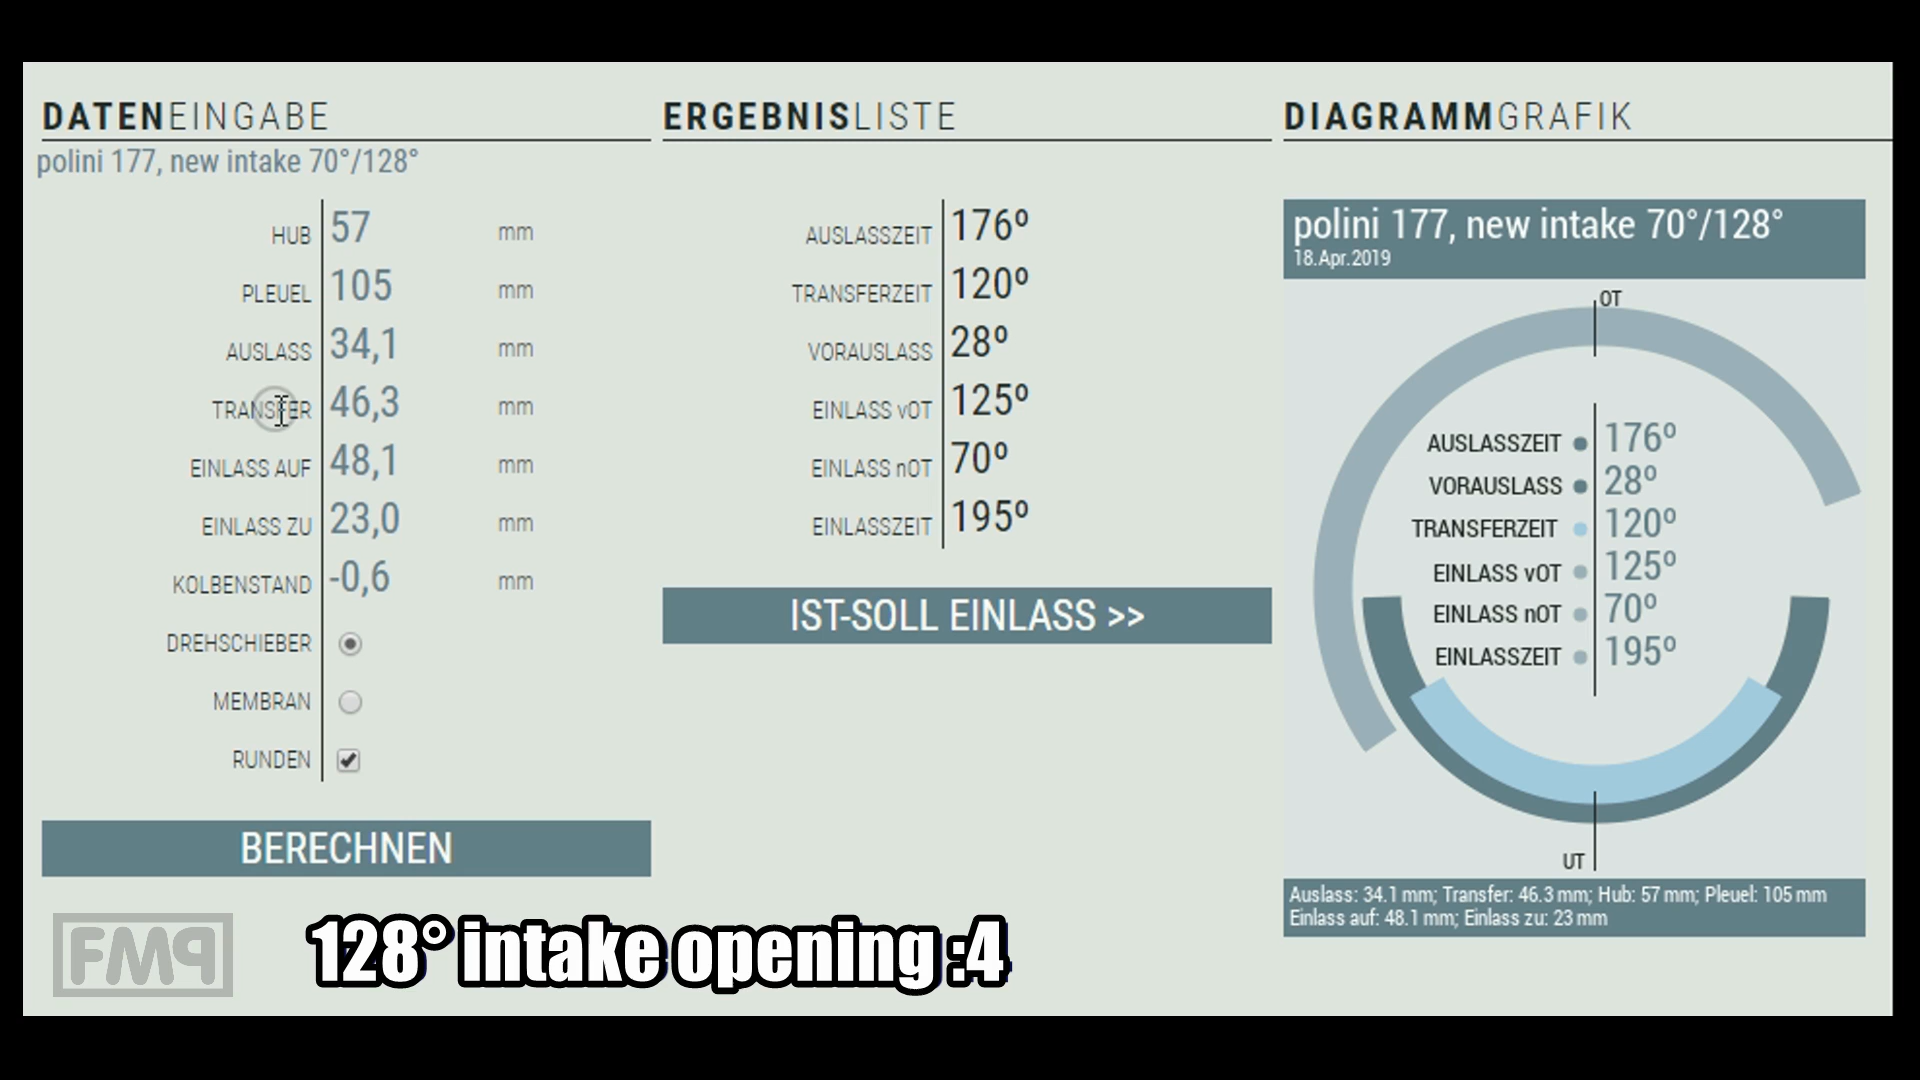 DATENEINGABE
polini 177, new intake 70°/128°
HUB 57 mm
PLEUEL 105 mm
AUSLASS 34,1 mm
TRANSFER 46,3 mm
EINLASS AUF 48,1 mm
EINLASS ZU 23,0 mm
KOLBENSTAND -0,6 mm
DREHSCHIEBER
MEMBRAN
RUNDEN
BERECHNEN
ERGEBNISLISTE
AUSLASSZEIT 176º
TRANSFERZEIT 120º
VORAUSLASS 28º
EINLASS vOT 125º
EINLASS nOT 70º
EINLASSZEIT 195º
IST-SOLL EINLASS >>
DIAGRAMMGRAFIK
polini 177, new intake 70°/128°
18.Apr.2019
OT
AUSLASSZEIT 176º
VORAUSLASS 28º
TRANSFERZEIT 120º
EINLASS vOT 125º
EINLASS nOT 70º
EINLASSZEIT 195º
UT
Auslass: 34.1 mm; Transfer: 46.3 mm; Hub: 57 mm; Pleuel: 105 mm
Einlass auf: 48.1 mm; Einlass zu: 23 mm
FMP
128° intake opening :4